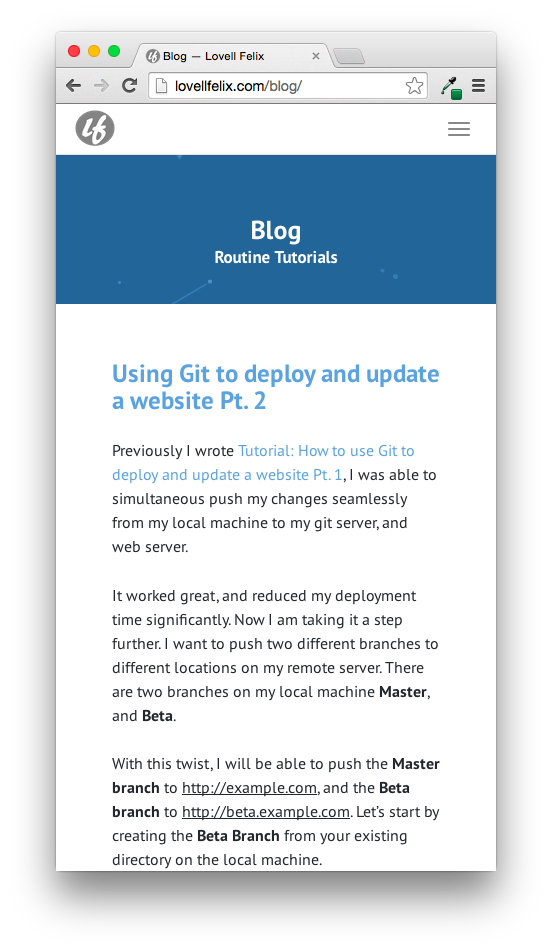 Blog — Lovell Felix
lovellfelix.com/blog/
lf
Blog
Routine Tutorials
Using Git to deploy and update
a website Pt. 2
Previously I wrote Tutorial: How to use Git to
deploy and update a website Pt. 1, I was able to
simultaneous push my changes seamlessly
from my local machine to my git server, and
web server.
It worked great, and reduced my deployment
time significantly. Now I am taking it a step
further. I want to push two different branches to
different locations on my remote server. There
are two branches on my local machine Master,
and Beta.
With this twist, I will be able to push the Master
branch to http://example.com, and the Beta
branch to http://beta.example.com. Let’s start by
creating the Beta Branch from your existing
directory on the local machine.